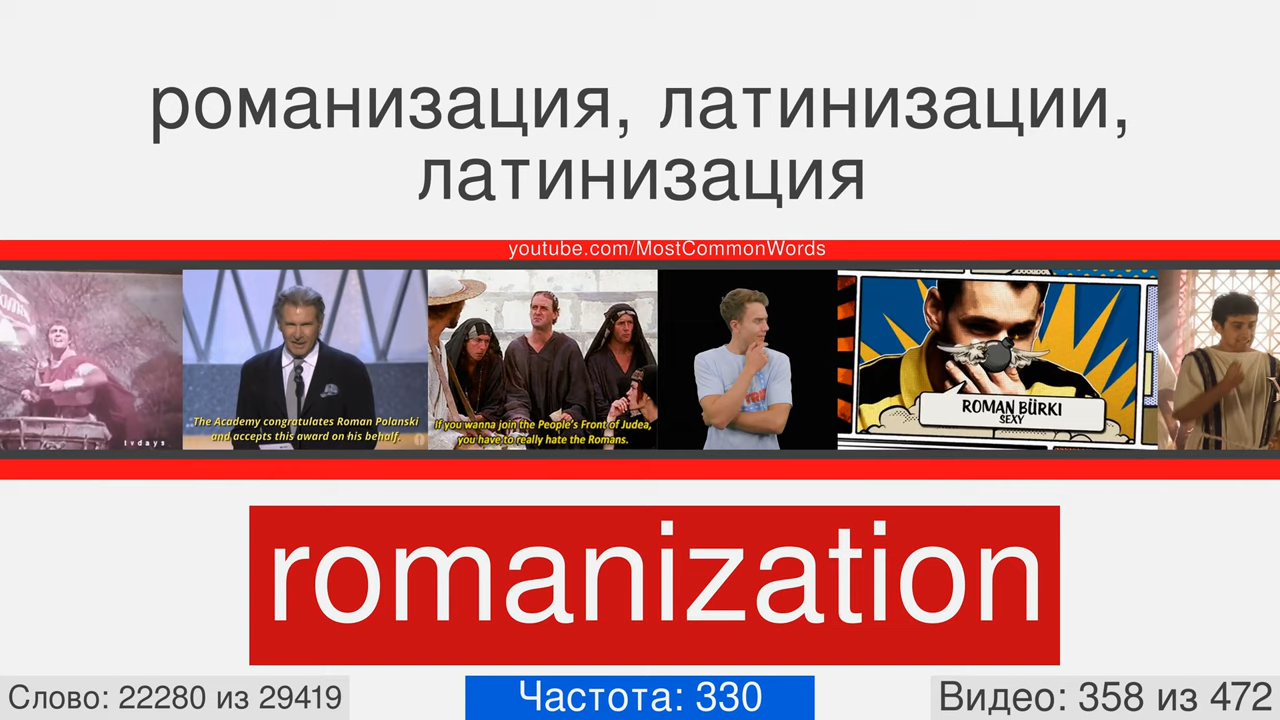 романизация, латинизации,
латинизация
youtube.com/MostCommonWords
tvdays
The Academy congratulates Roman Polanski
and accepts this award on his behalf.
If you wanna join the People's Front of Judea,
you have to really hate the Romans.
ROMAN BÜRKI
SEXY
romanization
Слово: 22280 из 29419
Частота: 330
Видео: 358 из 472